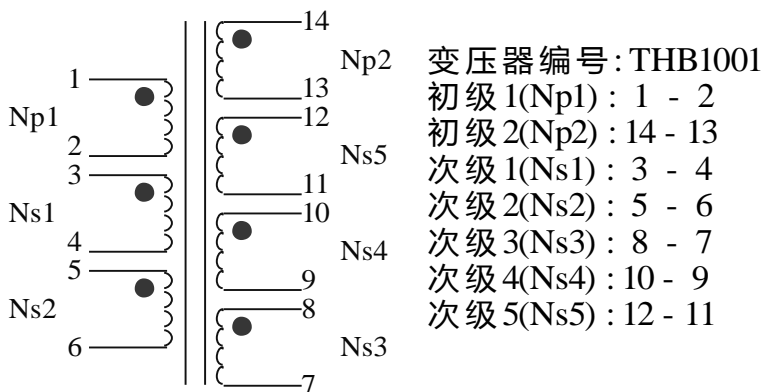 1
Np1
2
3
Ns1
4
5
Ns2
6
14
Np2
13
12
Ns5
11
10
Ns4
9
8
Ns3
7
变压器编号:THB1001
初级1(Np1) : 1 - 2
初级2(Np2) : 14 - 13
次级1(Ns1) : 3 - 4
次级2(Ns2) : 5 - 6
次级3(Ns3) : 8 - 7
次级4(Ns4) : 10 - 9
次级5(Ns5) : 12 - 11